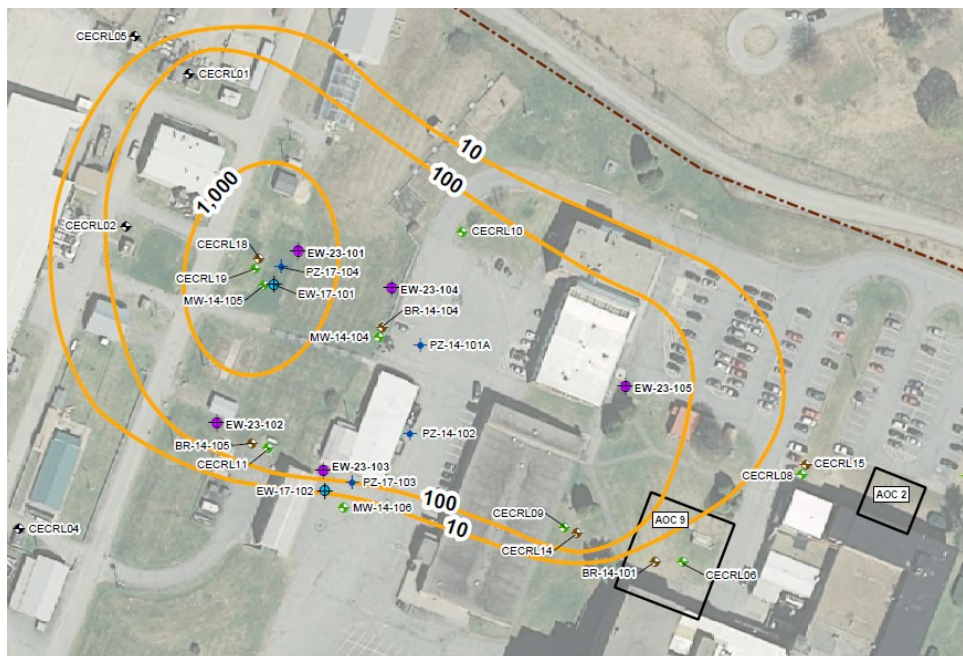 CECRL05
CECRL01
10
100
1,000
CECRL02
CECRL10
CECRL18
EW-23-101
CECRL19
PZ-17-104
MW-14-105
EW-17-101
EW-23-104
BR-14-104
MW-14-104
PZ-14-101A
EW-23-105
EW-23-102
BR-14-105
PZ-14-102
CECRL11
EW-23-103
CECRL15
CECRL08
PZ-17-103
EW-17-102
AOC 2
100
MW-14-106
10
AOC 9
CECRL09
CECRL04
CECRL14
BR-14-101
CECRL06